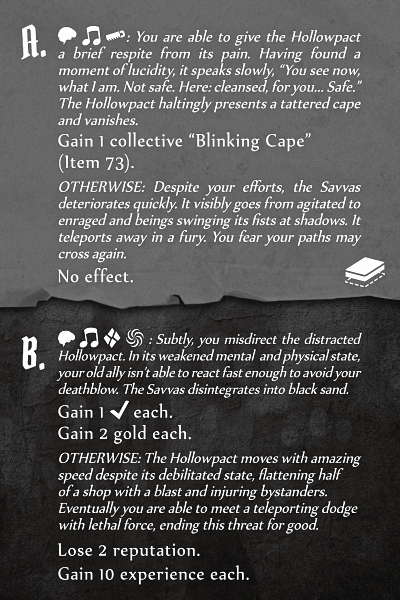 A.
: You are able to give the Hollowpact
a brief respite from its pain. Having found a
moment of lucidity, it speaks slowly, “You see now,
what I am. Not safe. Here: cleansed, for you... Safe.”
The Hollowpact haltingly presents a tattered cape
and vanishes.
Gain 1 collective “Blinking Cape”
(Item 73).
OTHERWISE: Despite your efforts, the Savvas
deteriorates quickly. It visibly goes from agitated to
enraged and beings swinging its fists at shadows. It
teleports away in a fury. You fear your paths may
cross again.
No effect.
B.
: Subtly, you misdirect the distracted
Hollowpact. In its weakened mental and physical state,
your old ally isn’t able to react fast enough to avoid your
deathblow. The Savvas disintegrates into black sand.
Gain 1 ✓ each.
Gain 2 gold each.
OTHERWISE: The Hollowpact moves with amazing
speed despite its debilitated state, flattening half
of a shop with a blast and injuring bystanders.
Eventually you are able to meet a teleporting dodge
with lethal force, ending this threat for good.
Lose 2 reputation.
Gain 10 experience each.